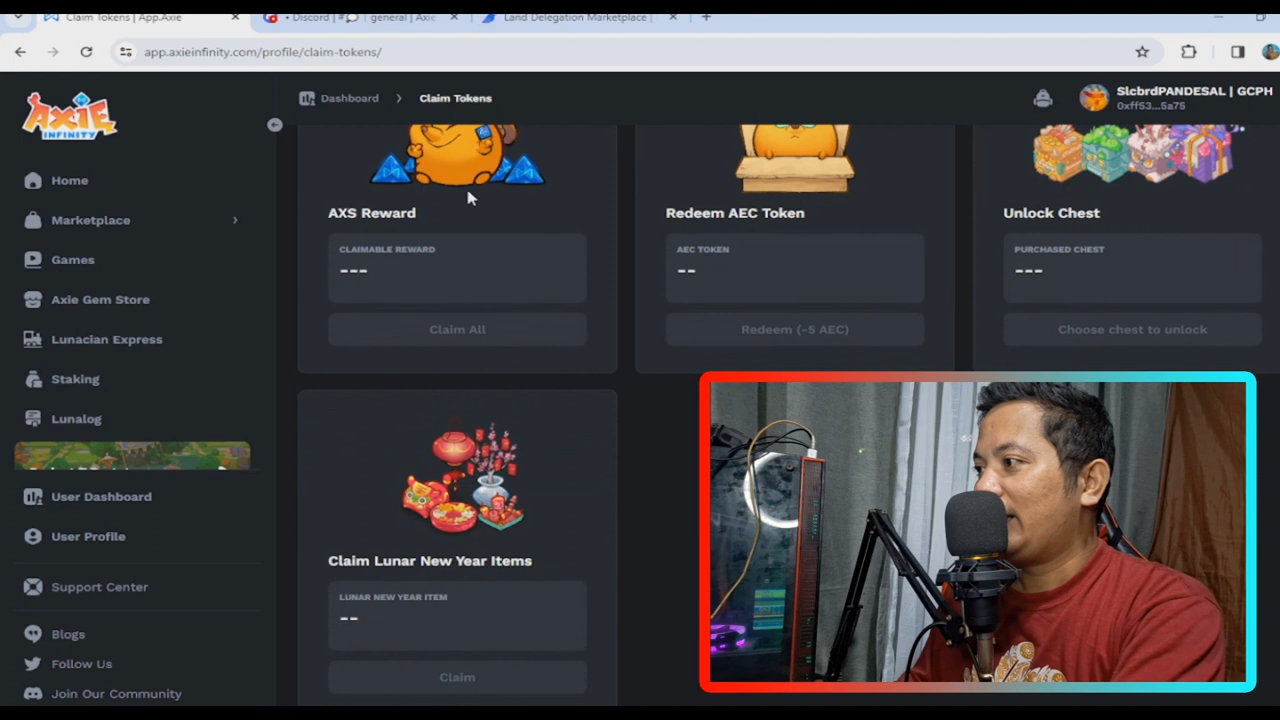 Claim Tokens | App.Axie
Discord | # general | Axie
Land Delegation Marketplace |
app.axieinfinity.com/profile/claim-tokens/
AXIE
INFINITY
Dashboard > Claim Tokens
SlcbrdPANDESAL | GCPH
0xff63...5a75
Home
Marketplace
Games
Axie Gem Store
Lunacian Express
Staking
Lunalog
User Dashboard
User Profile
Support Center
Blogs
Follow Us
Join Our Community
AXS Reward
CLAIMABLE REWARD
---
Claim All
Redeem AEC Token
AEC TOKEN
--
Redeem (-5 AEC)
Unlock Chest
PURCHASED CHEST
---
Choose chest to unlock
Claim Lunar New Year Items
LUNAR NEW YEAR ITEM
--
Claim